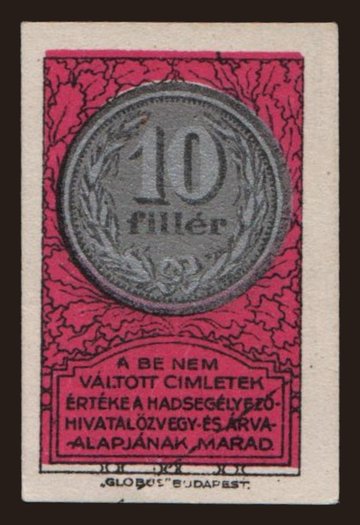 10
fillér
A BE NEM
VÁLTOTT CIMLETEK
ÉRTÉKE A HADSEGÉLYEZŐ-
HIVATAL ÖZVEGY-ÉS ÁRVA-
ALAPJÁNAK MARAD.
"GLOBUS" BUDAPEST.